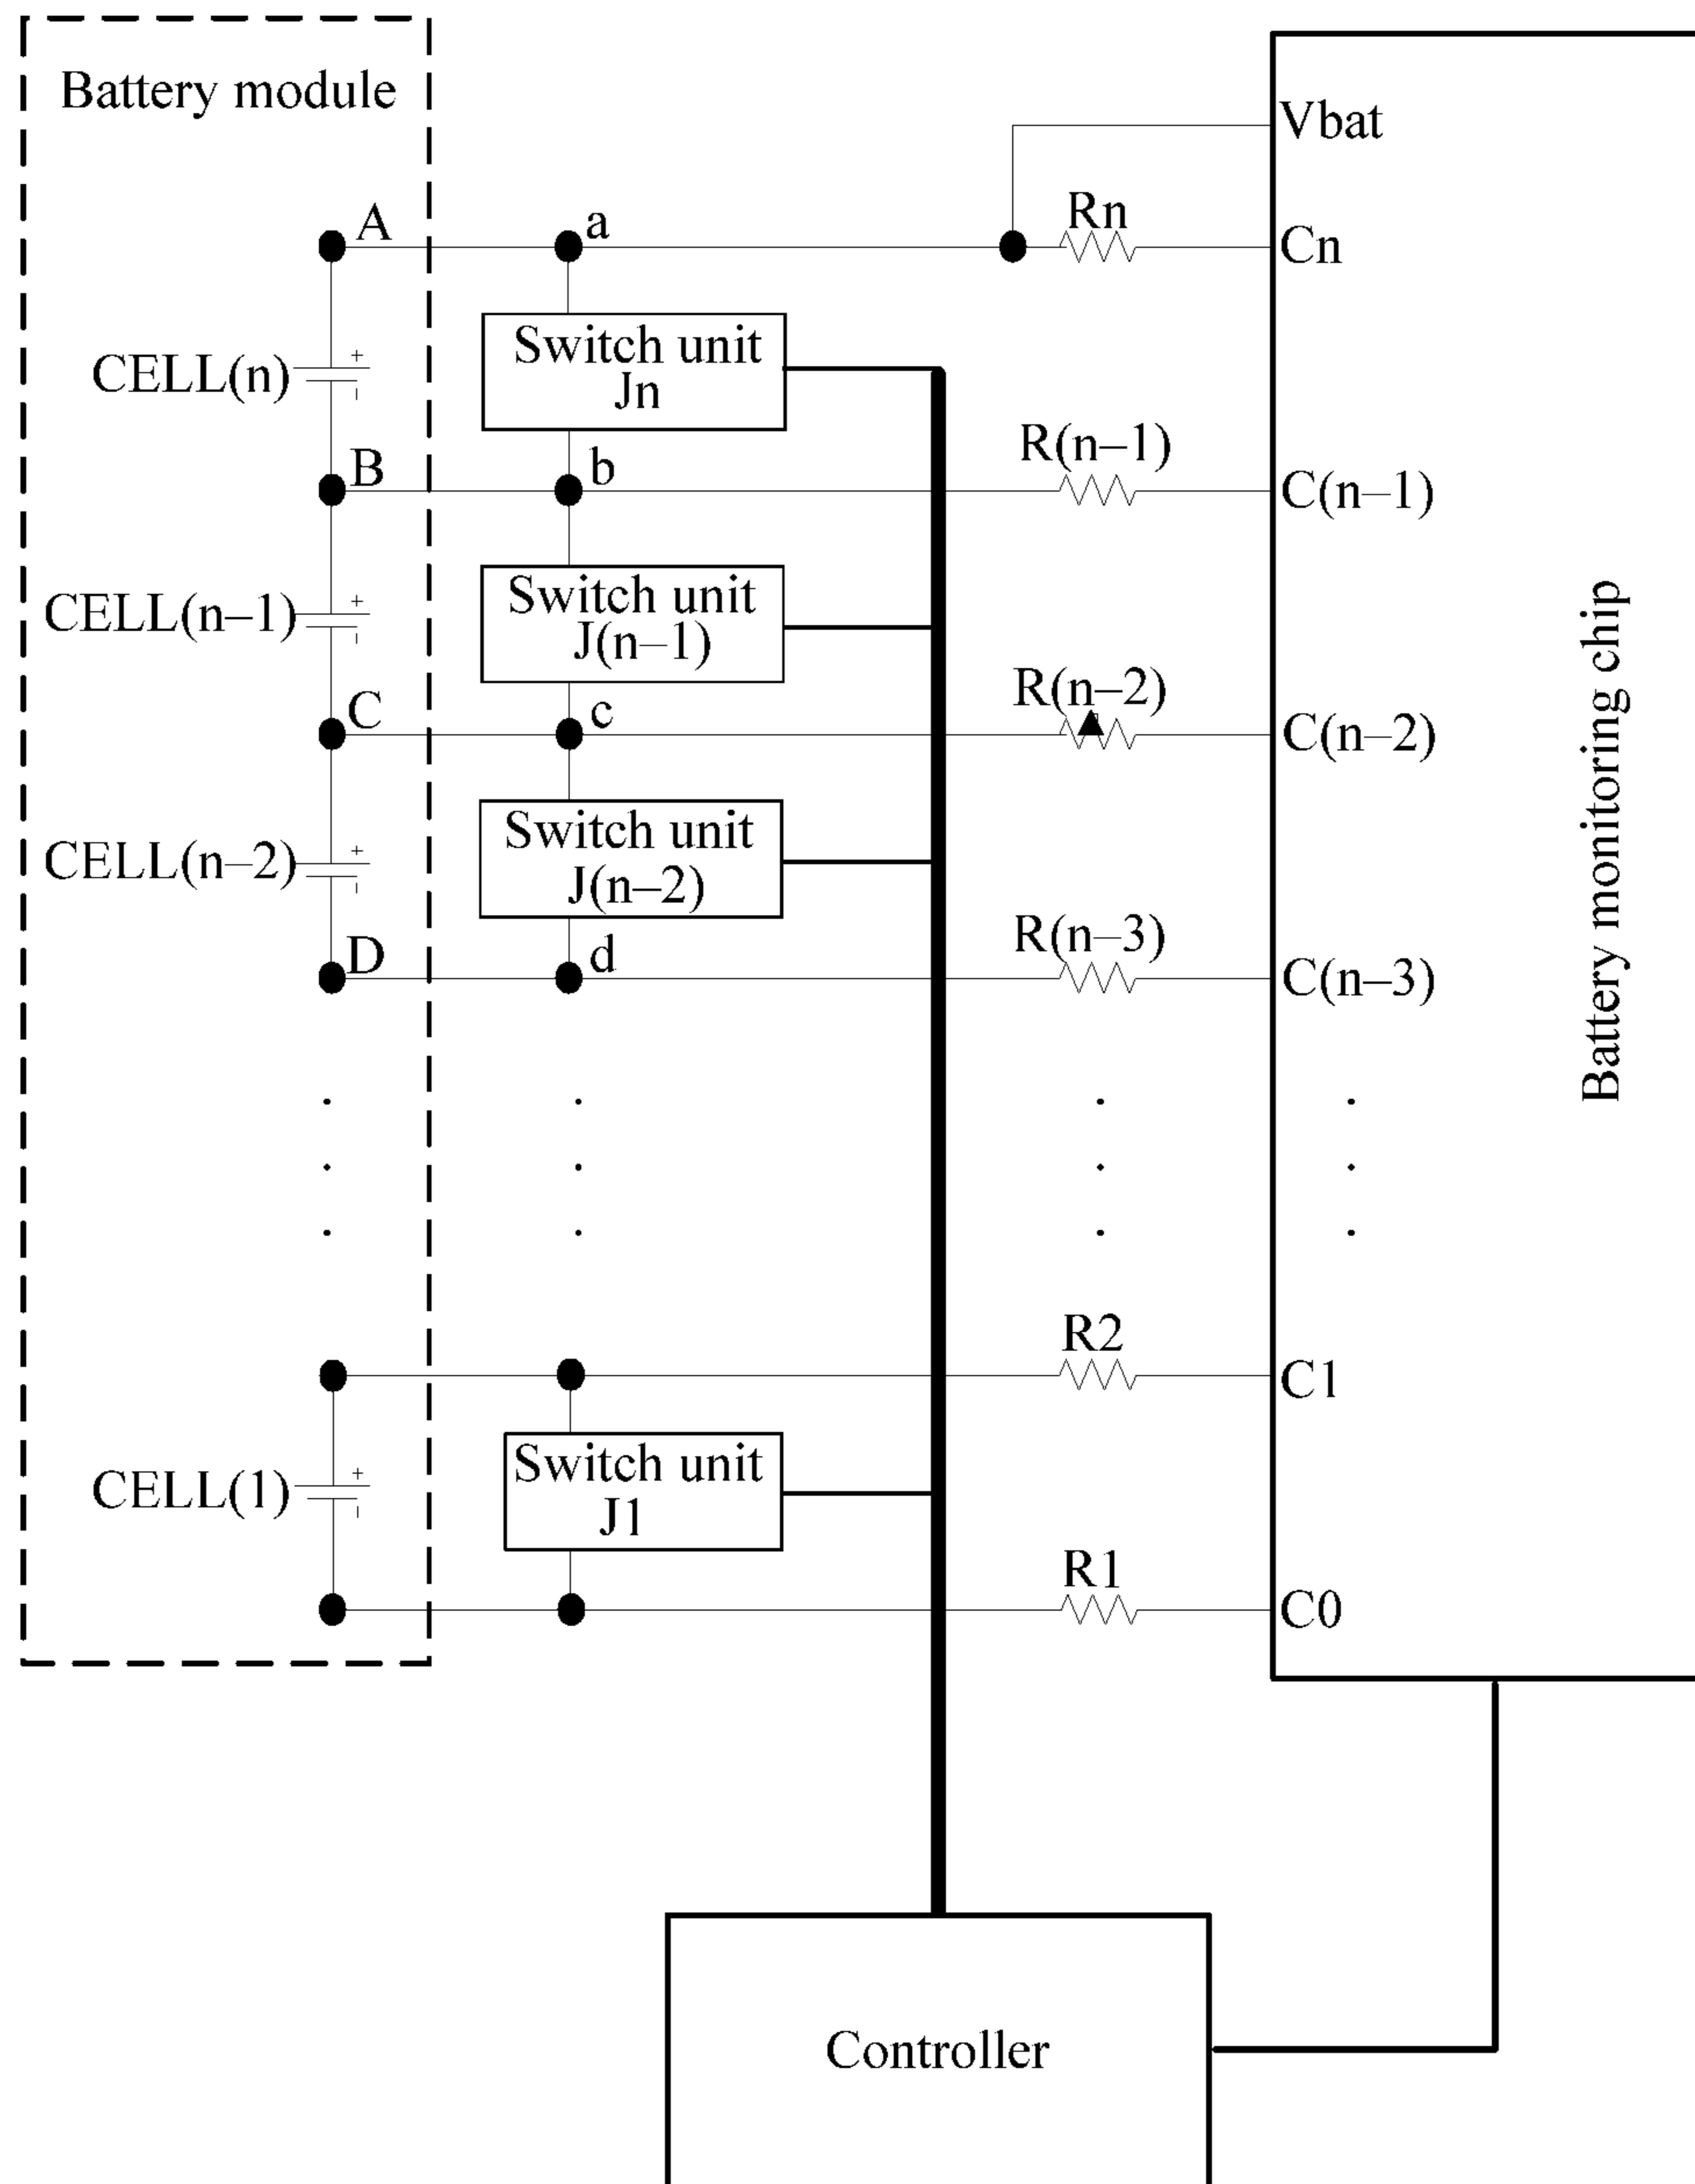 Battery module
Vbat
A
a
Rn
Cn
CELL(n)
+
-
Switch unit
Jn
B
b
R(n–1)
C(n–1)
CELL(n–1)
+
-
Switch unit
J(n–1)
C
c
R(n–2)
C(n–2)
CELL(n–2)
+
-
Switch unit
J(n–2)
D
d
R(n–3)
C(n–3)
Battery monitoring chip
R2
C1
CELL(1)
+
-
Switch unit
J1
R1
C0
Controller